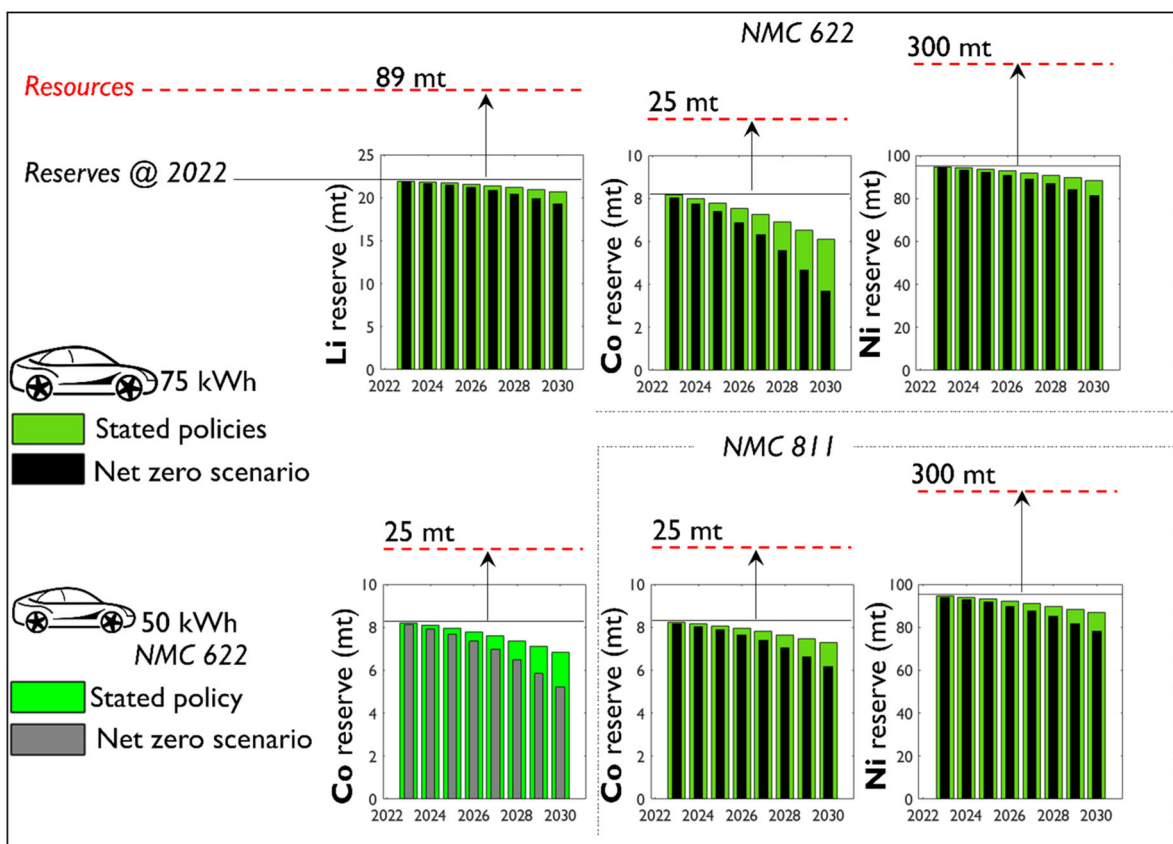 NMC 622
Resources
89 mt
25 mt
300 mt
Reserves @ 2022
Li reserve (mt)
25
20
15
10
5
0
2022 2024 2026 2028 2030
Co reserve (mt)
10
8
6
4
2
0
2022 2024 2026 2028 2030
Ni reserve (mt)
100
80
60
40
20
0
2022 2024 2026 2028 2030
75 kWh
Stated policies
Net zero scenario
50 kWh
NMC 622
Stated policy
Net zero scenario
25 mt
Co reserve (mt)
10
8
6
4
2
0
2022 2024 2026 2028 2030
NMC 811
25 mt
Co reserve (mt)
10
8
6
4
2
0
2022 2024 2026 2028 2030
300 mt
Ni reserve (mt)
100
80
60
40
20
0
2022 2024 2026 2028 2030